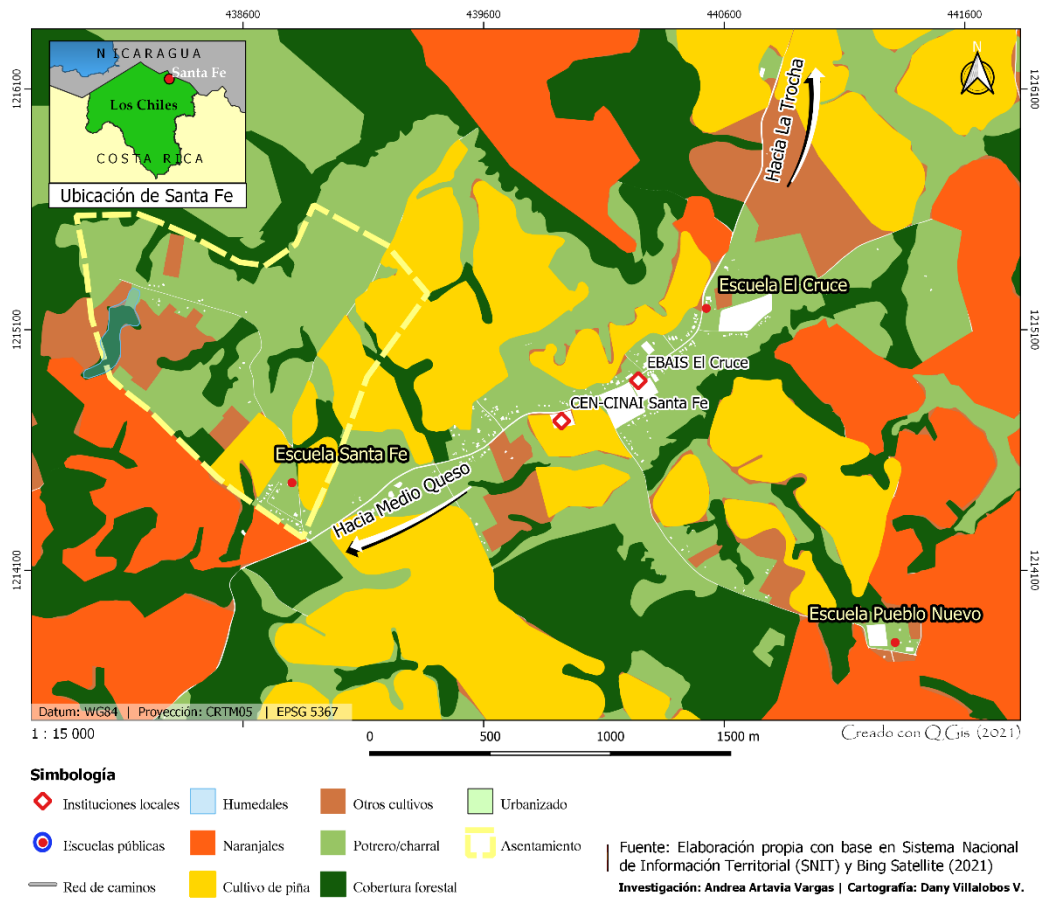 438600
439600
440600
441600
1216100
1215100
1214100
1216100
1215100
1214100
NICARAGUA
Santa Fe
Los Chiles
COSTA RICA
Ubicación de Santa Fe
N
Hacia La Trocha
Escuela El Cruce
EBAIS El Cruce
CEN-CINAI Santa Fe
Escuela Santa Fe
Hacia Medio Queso
Escuela Pueblo Nuevo
Datum: WG84 | Proyección: CRTM05 | EPSG 5367
1 : 15 000
0 500 1000 1500 m
Creado con Q.Gis (2021)
Simbología
Instituciones locales
Humedales
Otros cultivos
Urbanizado
Escuelas públicas
Naranjales
Potrero/charral
Asentamiento
Red de caminos
Cultivo de piña
Cobertura forestal
Fuente: Elaboración propia con base en Sistema Nacional
de Información Territorial (SNIT) y Bing Satellite (2021)
Investigación: Andrea Artavia Vargas | Cartografía: Dany Villalobos V.